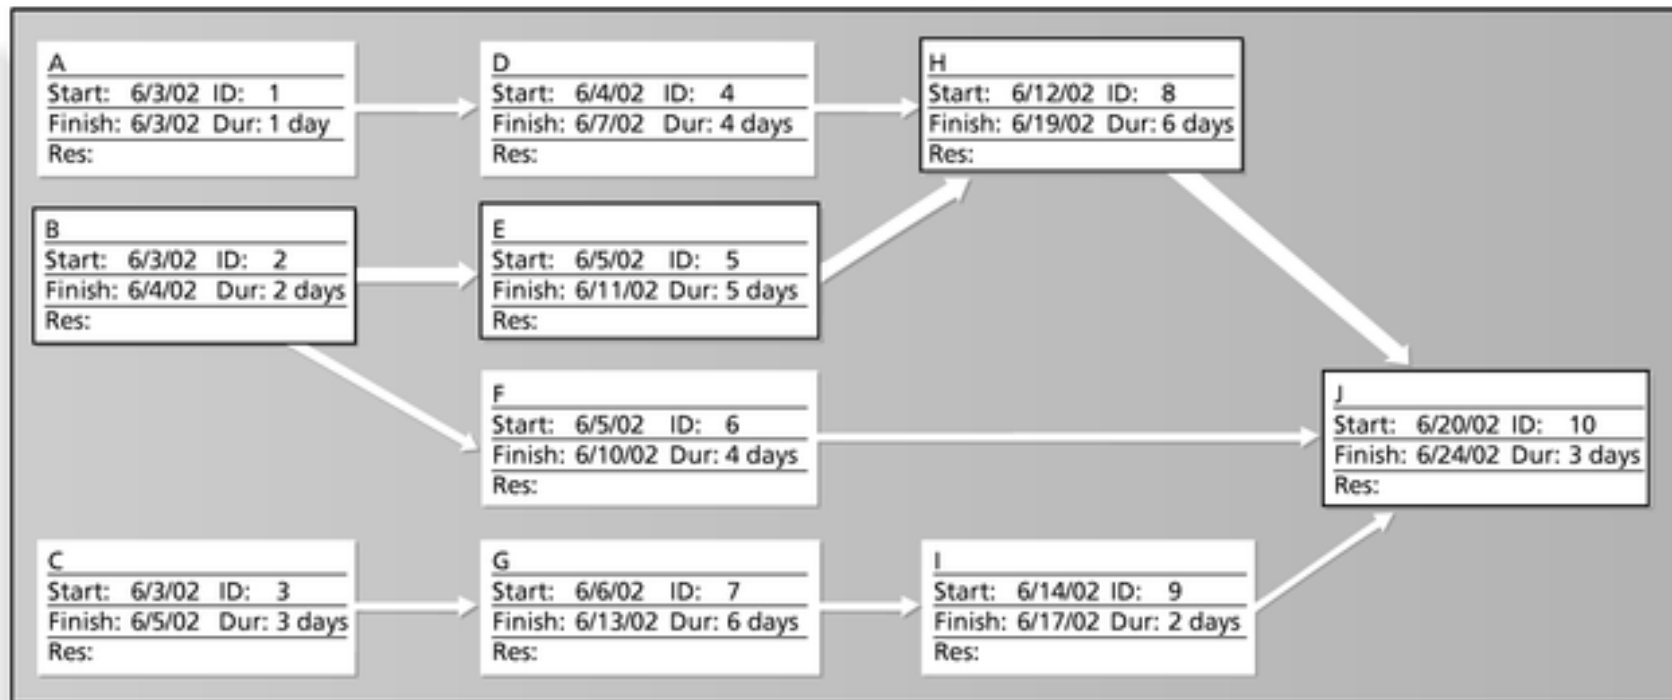 A
Start: 6/3/02 ID: 1
Finish: 6/3/02 Dur: 1 day
Res:
D
Start: 6/4/02 ID: 4
Finish: 6/7/02 Dur: 4 days
Res:
H
Start: 6/12/02 ID: 8
Finish: 6/19/02 Dur: 6 days
Res:
B
Start: 6/3/02 ID: 2
Finish: 6/4/02 Dur: 2 days
Res:
E
Start: 6/5/02 ID: 5
Finish: 6/11/02 Dur: 5 days
Res:
F
Start: 6/5/02 ID: 6
Finish: 6/10/02 Dur: 4 days
Res:
J
Start: 6/20/02 ID: 10
Finish: 6/24/02 Dur: 3 days
Res:
C
Start: 6/3/02 ID: 3
Finish: 6/5/02 Dur: 3 days
Res:
G
Start: 6/6/02 ID: 7
Finish: 6/13/02 Dur: 6 days
Res:
I
Start: 6/14/02 ID: 9
Finish: 6/17/02 Dur: 2 days
Res: